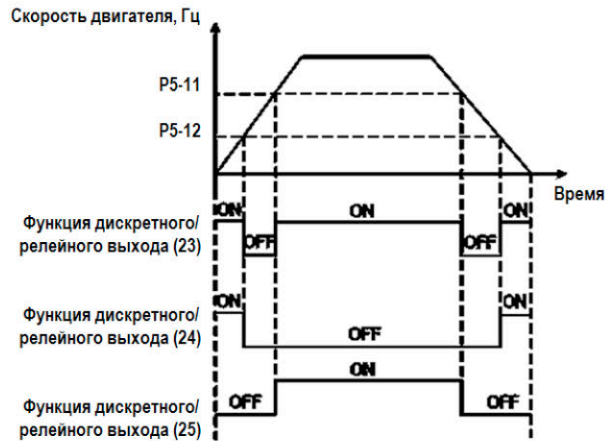 Скорость двигателя, Гц
P5-11
P5-12
Время
Функция дискретного/
релейного выхода (23)
ON OFF ON OFF ON
Функция дискретного/
релейного выхода (24)
ON OFF ON
Функция дискретного/
релейного выхода (25)
OFF ON OFF